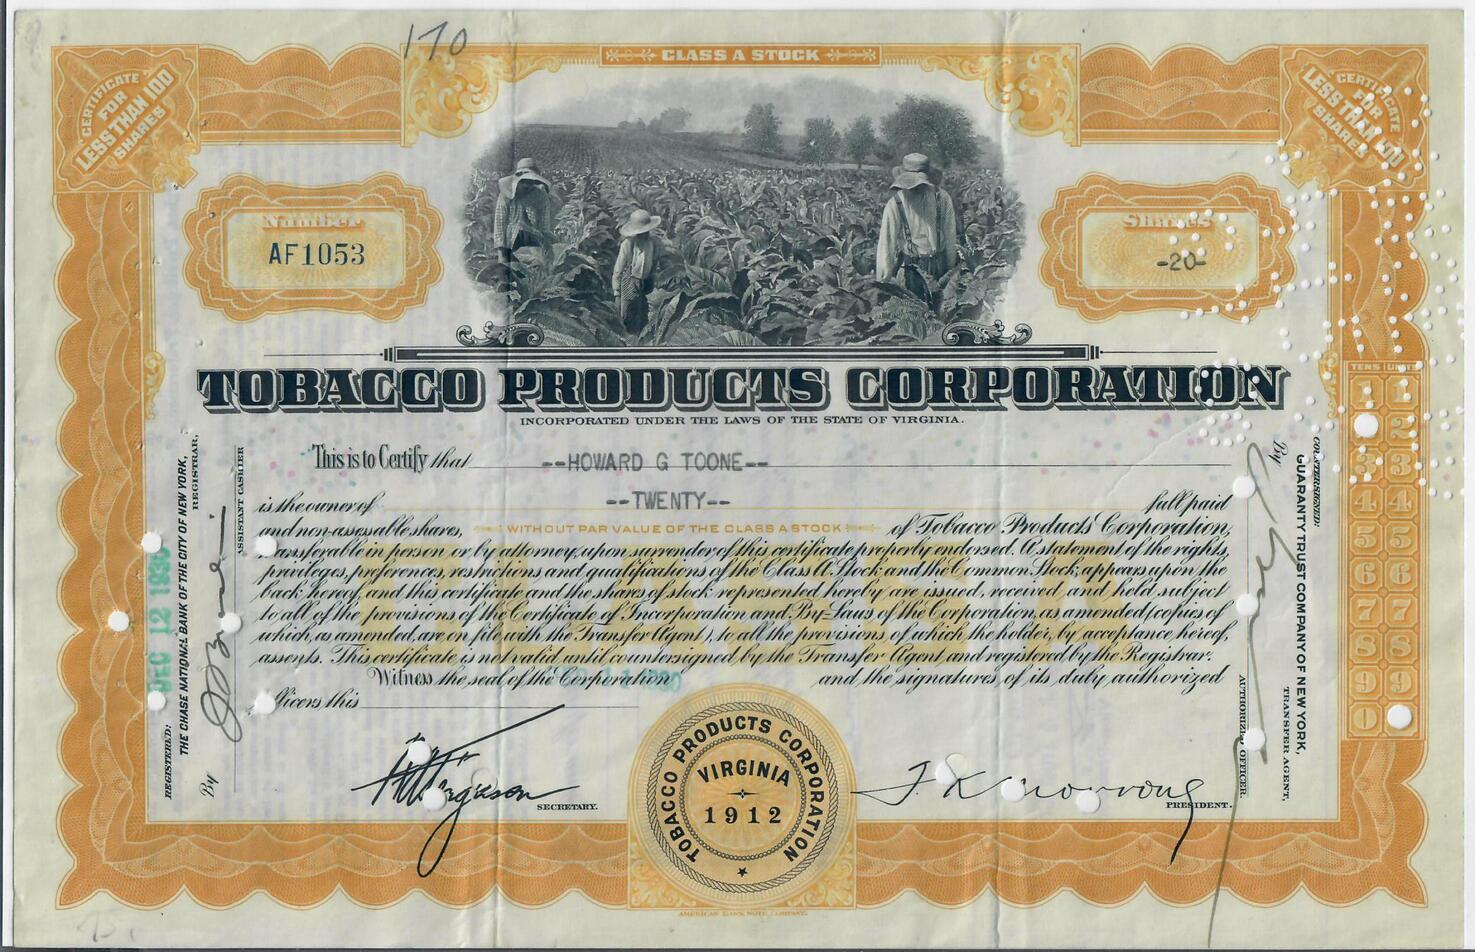 170
CLASS A STOCK
CERTIFICATE
FOR
LESS THAN 100
SHARES
CERTIFICATE
FOR
LESS THAN 100
SHARES
Number
AF1053
Shares
-20-
TOBACCO PRODUCTS CORPORATION
INCORPORATED UNDER THE LAWS OF THE STATE OF VIRGINIA.
This is to Certify that --HOWARD G TOONE--
is the owner of --TWENTY-- full paid
and non-assessable shares, WITHOUT PAR VALUE OF THE CLASS A STOCK of Tobacco Products Corporation,
transferable in person or by attorney, upon surrender of this certificate properly endorsed. A statement of the rights,
privileges, preferences, restrictions and qualifications of the Class A Stock and the Common Stock, appears upon the
back hereof, and this certificate and the shares of stock represented hereby are issued, received and held subject
to all of the provisions of the Certificate of Incorporation and By-Laws of the Corporation, as amended (copies of
which, as amended, are on file with the Transfer Agent), to all the provisions of which the holder, by acceptance hereof,
assents. This certificate is not valid until countersigned by the Transfer Agent and registered by the Registrar.
Witness the seal of the Corporation and the signatures of its duly authorized
officers this
SECRETARY.
PRESIDENT.
TOBACCO PRODUCTS CORPORATION
VIRGINIA
1912
AMERICAN BANK NOTE COMPANY.
REGISTERED:
DEC 12 1930
THE CHASE NATIONAL BANK OF THE CITY OF NEW YORK,
REGISTRAR,
By
ASSISTANT CASHIER
COUNTERSIGNED:
GUARANTY TRUST COMPANY OF NEW YORK,
TRANSFER AGENT,
By
AUTHORIZED OFFICER.
TENS UNITS
1 1
2
3 3
4 4
5 5
6 6
7 7
8 8
9 9
0